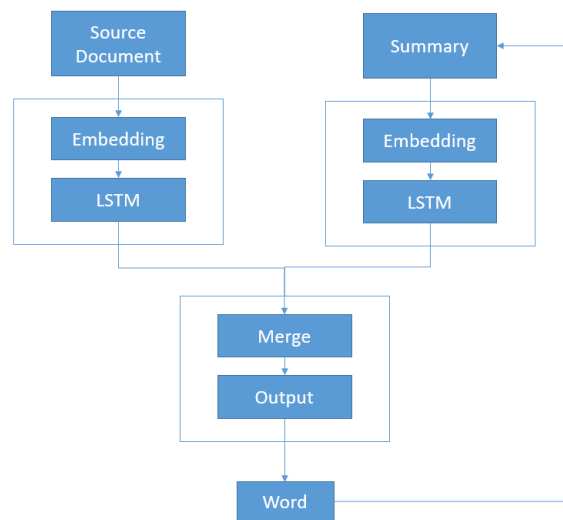 Source
Document
Summary
Embedding
LSTM
Embedding
LSTM
Merge
Output
Word